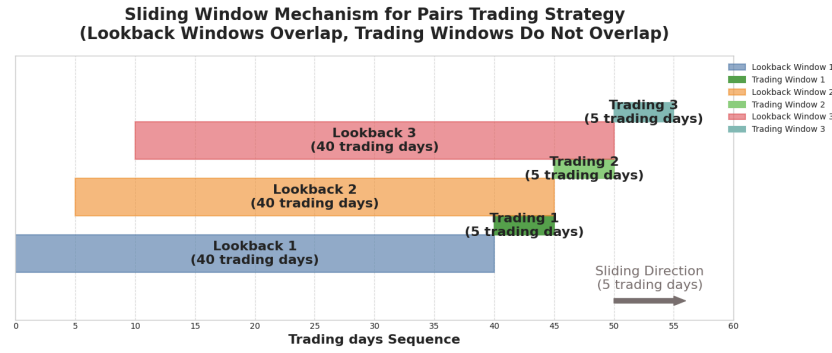 Sliding Window Mechanism for Pairs Trading Strategy
(Lookback Windows Overlap, Trading Windows Do Not Overlap)
Lookback Window 1
Trading Window 1
Lookback Window 2
Trading Window 2
Lookback Window 3
Trading Window 3
Trading 3
(5 trading days)
Lookback 3
(40 trading days)
Trading 2
(5 trading days)
Lookback 2
(40 trading days)
Trading 1
(5 trading days)
Lookback 1
(40 trading days)
Sliding Direction
(5 trading days)
0 5 10 15 20 25 30 35 40 45 50 55 60
Trading days Sequence